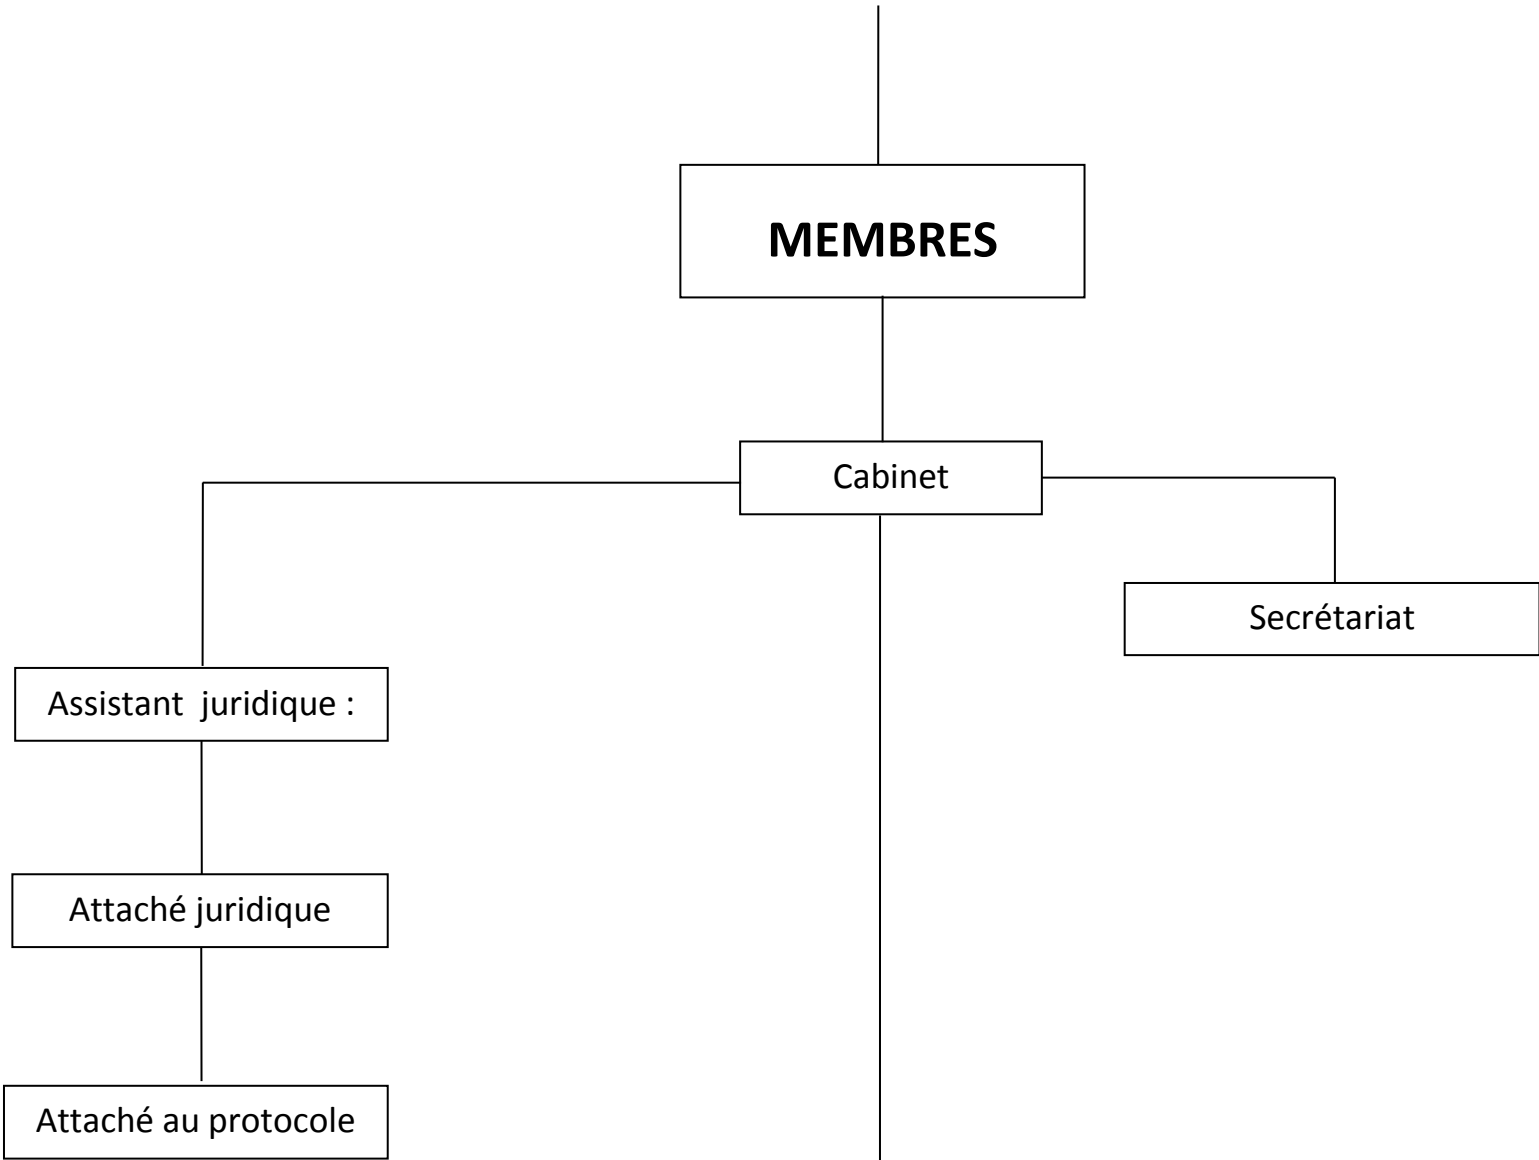 MEMBRES
Cabinet
Secrétariat
Assistant  juridique :
Attaché juridique
Attaché au protocole